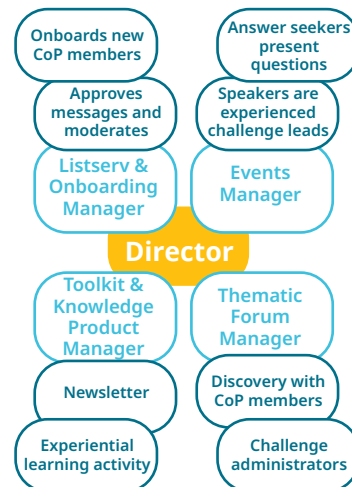 Onboards new
CoP members
Answer seekers
present
questions
Approves
messages and
moderates
Speakers are
experienced
challenge leads
Listserv &
Onboarding
Manager
Events
Manager
Director
Toolkit &
Knowledge
Product
Manager
Thematic
Forum
Manager
Newsletter
Discovery with
CoP members
Experiential
learning activity
Challenge
administrators